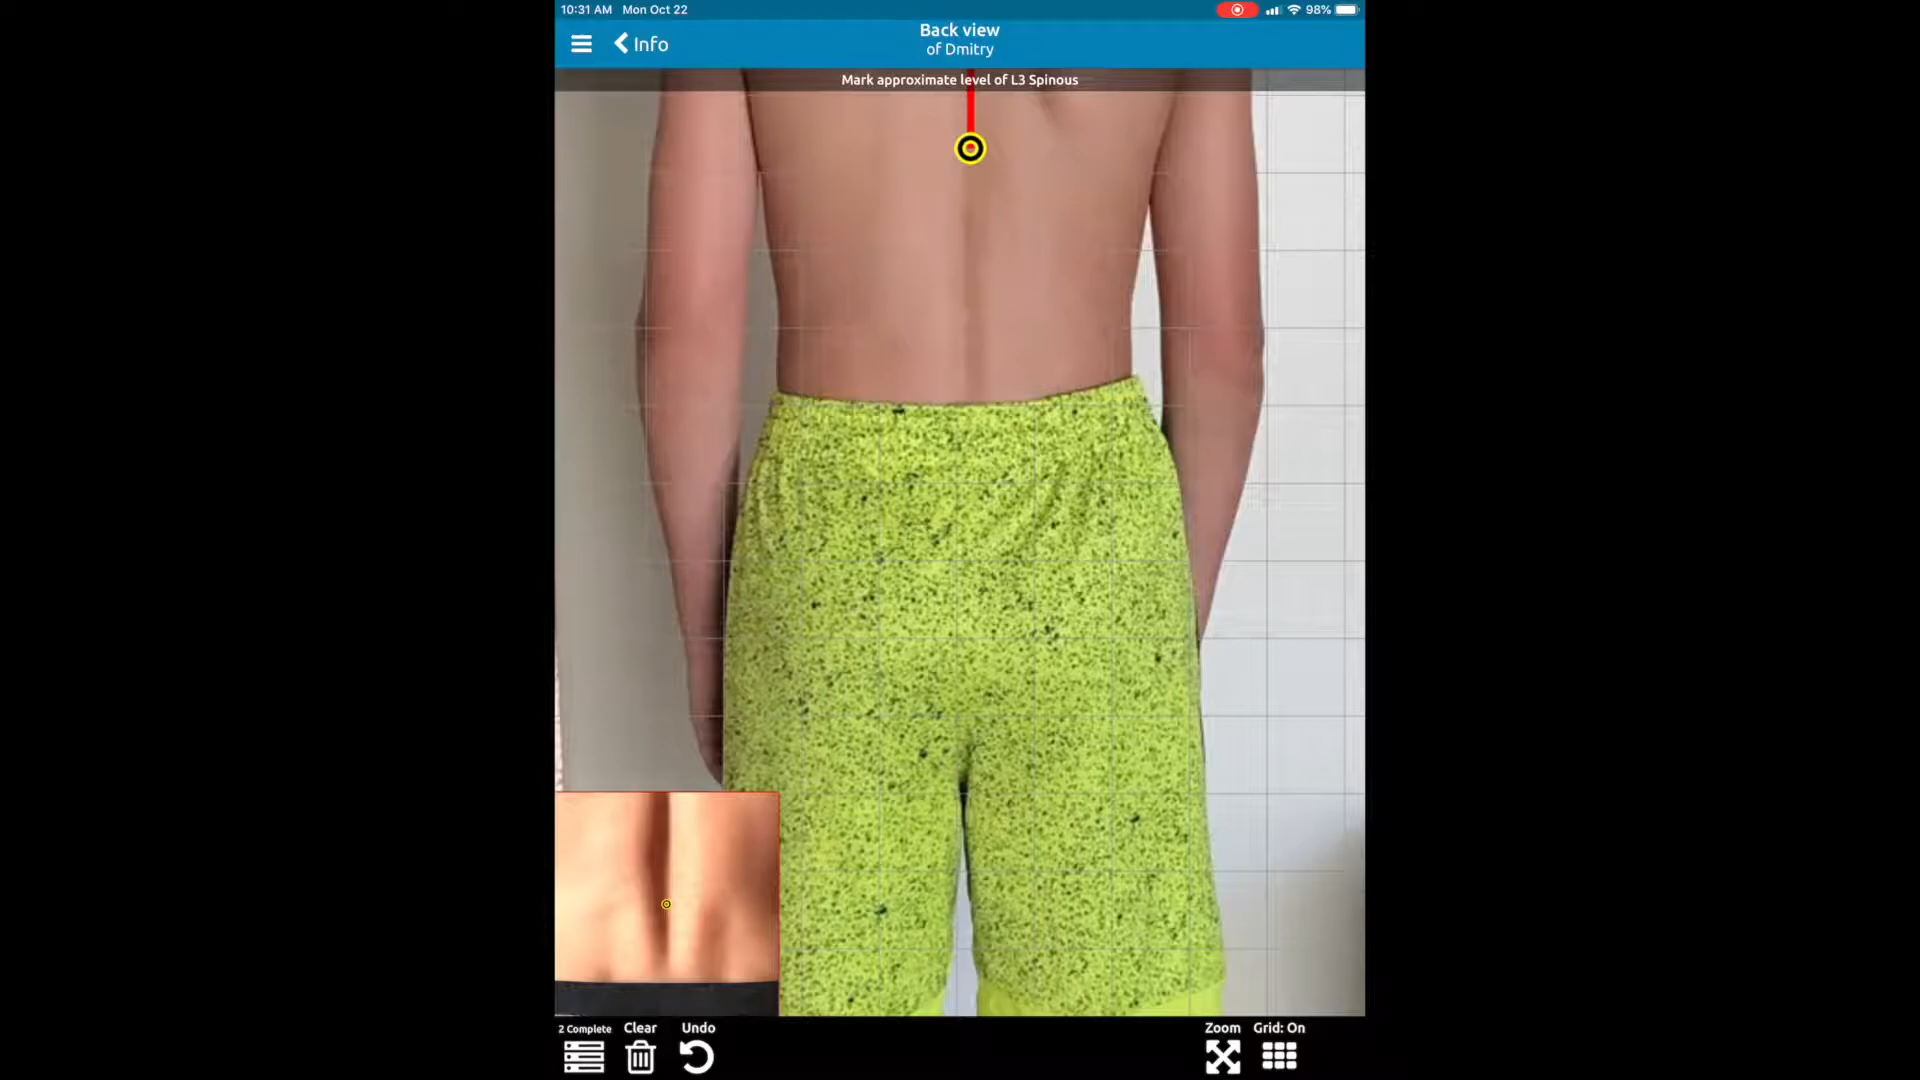 10:31 AM Mon Oct 22
98%
Info
Back view
of Dmitry
Mark approximate level of L3 Spinous
2 Complete
Clear
Undo
Zoom
Grid: On